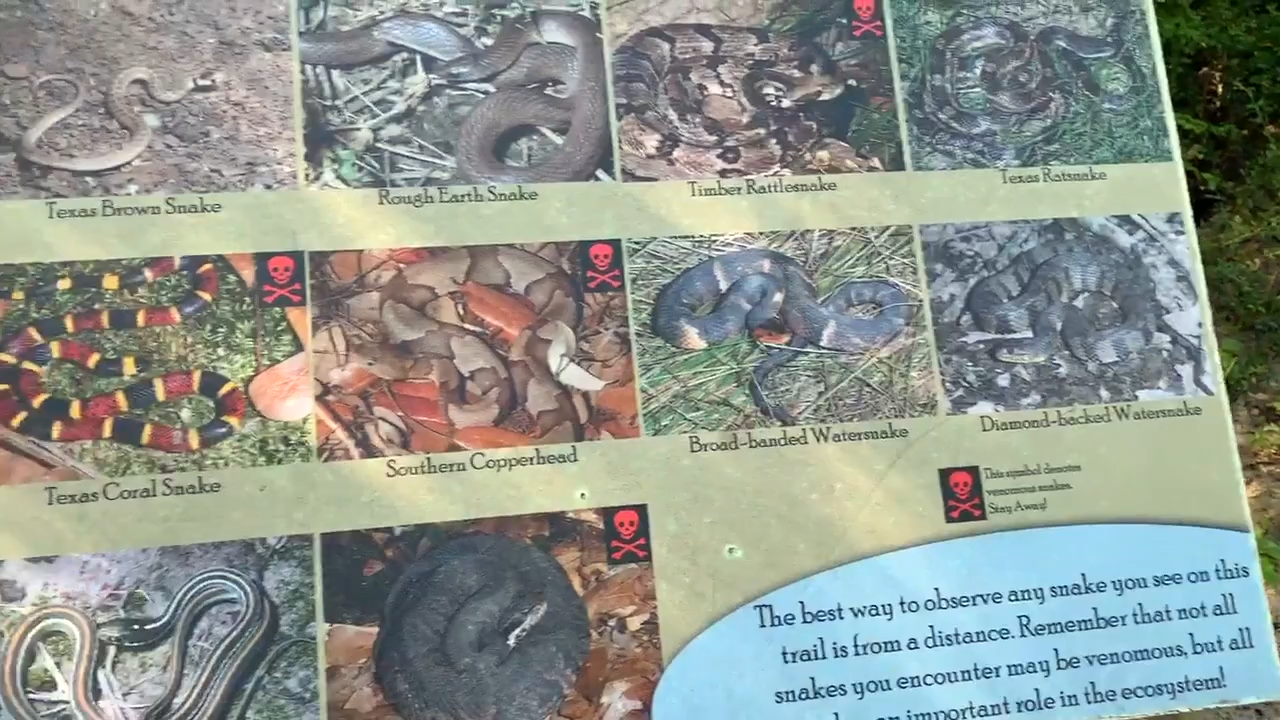 Texas Brown Snake
Rough Earth Snake
Timber Rattlesnake
Texas Ratsnake
Texas Coral Snake
Southern Copperhead
Broad-banded Watersnake
Diamond-backed Watersnake
This symbol denotes
venomous snakes.
Stay Away!
The best way to observe any snake you see on this
trail is from a distance. Remember that not all
snakes you encounter may be venomous, but all
important role in the ecosystem!